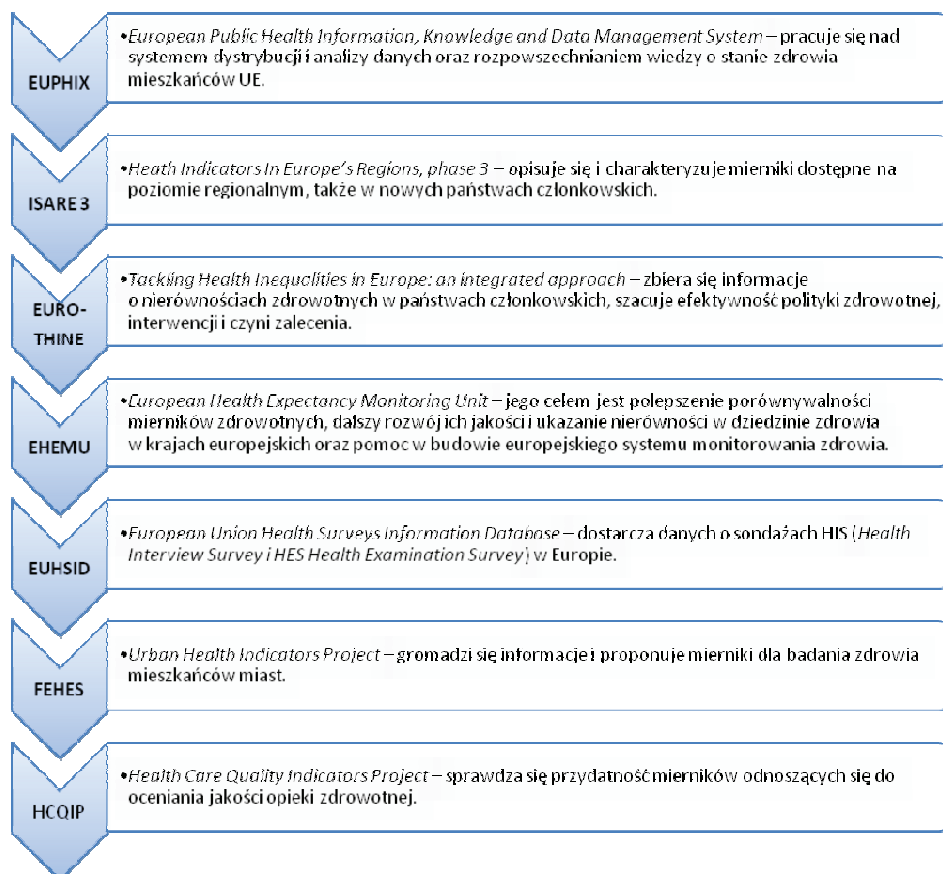 EUPHIX
•European Public Health Information, Knowledge and Data Management System – pracuje się nad
systemem dystrybucji i analizy danych oraz rozpowszechnianiem wiedzy o stanie zdrowia
mieszkańców UE.
ISARE 3
•Heath Indicators In Europe's Regions, phase 3 – opisuje się i charakteryzuje mierniki dostępne na
poziomie regionalnym, także w nowych państwach członkowskich.
EURO-
THINE
•Tackling Health Inequalities in Europe: an integrated approach – zbiera się informacje
o nierównościach zdrowotnych w państwach członkowskich, szacuje efektywność polityki zdrowotnej,
interwencji i czyni zalecenia.
EHEMU
•European Health Expectancy Monitoring Unit – jego celem jest polepszenie porównywalności
mierników zdrowotnych, dalszy rozwój ich jakości i ukazanie nierówności w dziedzinie zdrowia
w krajach europejskich oraz pomoc w budowie europejskiego systemu monitorowania zdrowia.
EUHSID
•European Union Health Surveys Information Database – dostarcza danych o sondażach HIS (Health
Interview Survey i HES Health Examination Survey) w Europie.
FEHES
•Urban Health Indicators Project – gromadzi się informacje i proponuje mierniki dla badania zdrowia
mieszkańców miast.
HCQIP
•Health Care Quality Indicators Project – sprawdza się przydatność mierników odnoszących się do
oceniania jakości opieki zdrowotnej.